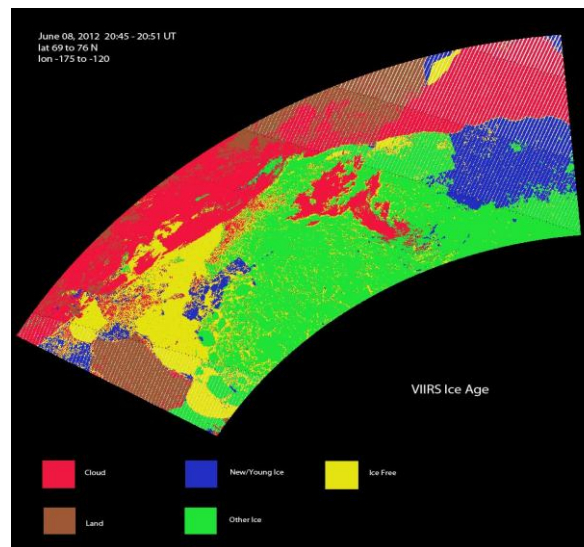 June 08, 2012 20:45 - 20:51 UT
lat 69 to 76 N
lon -175 to -120
VIIRS Ice Age
Cloud
New/Young Ice
Ice Free
Land
Other Ice